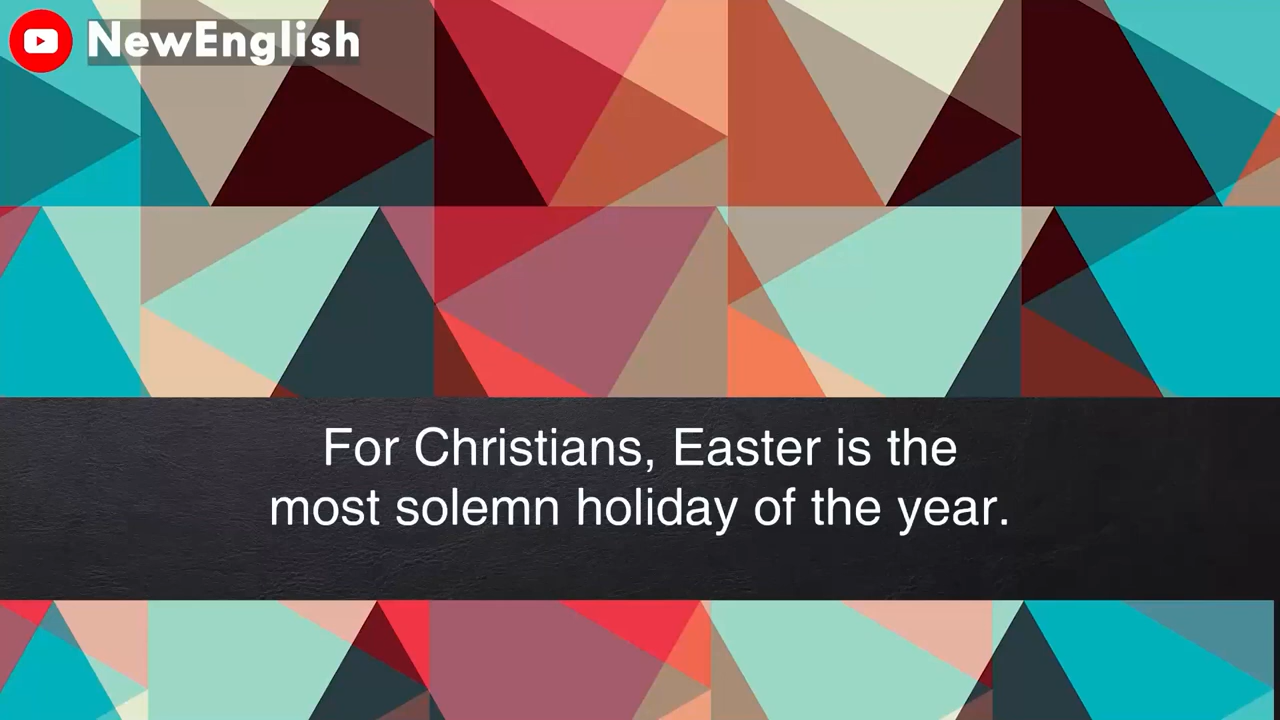 NewEnglish
For Christians, Easter is the
most solemn holiday of the year.